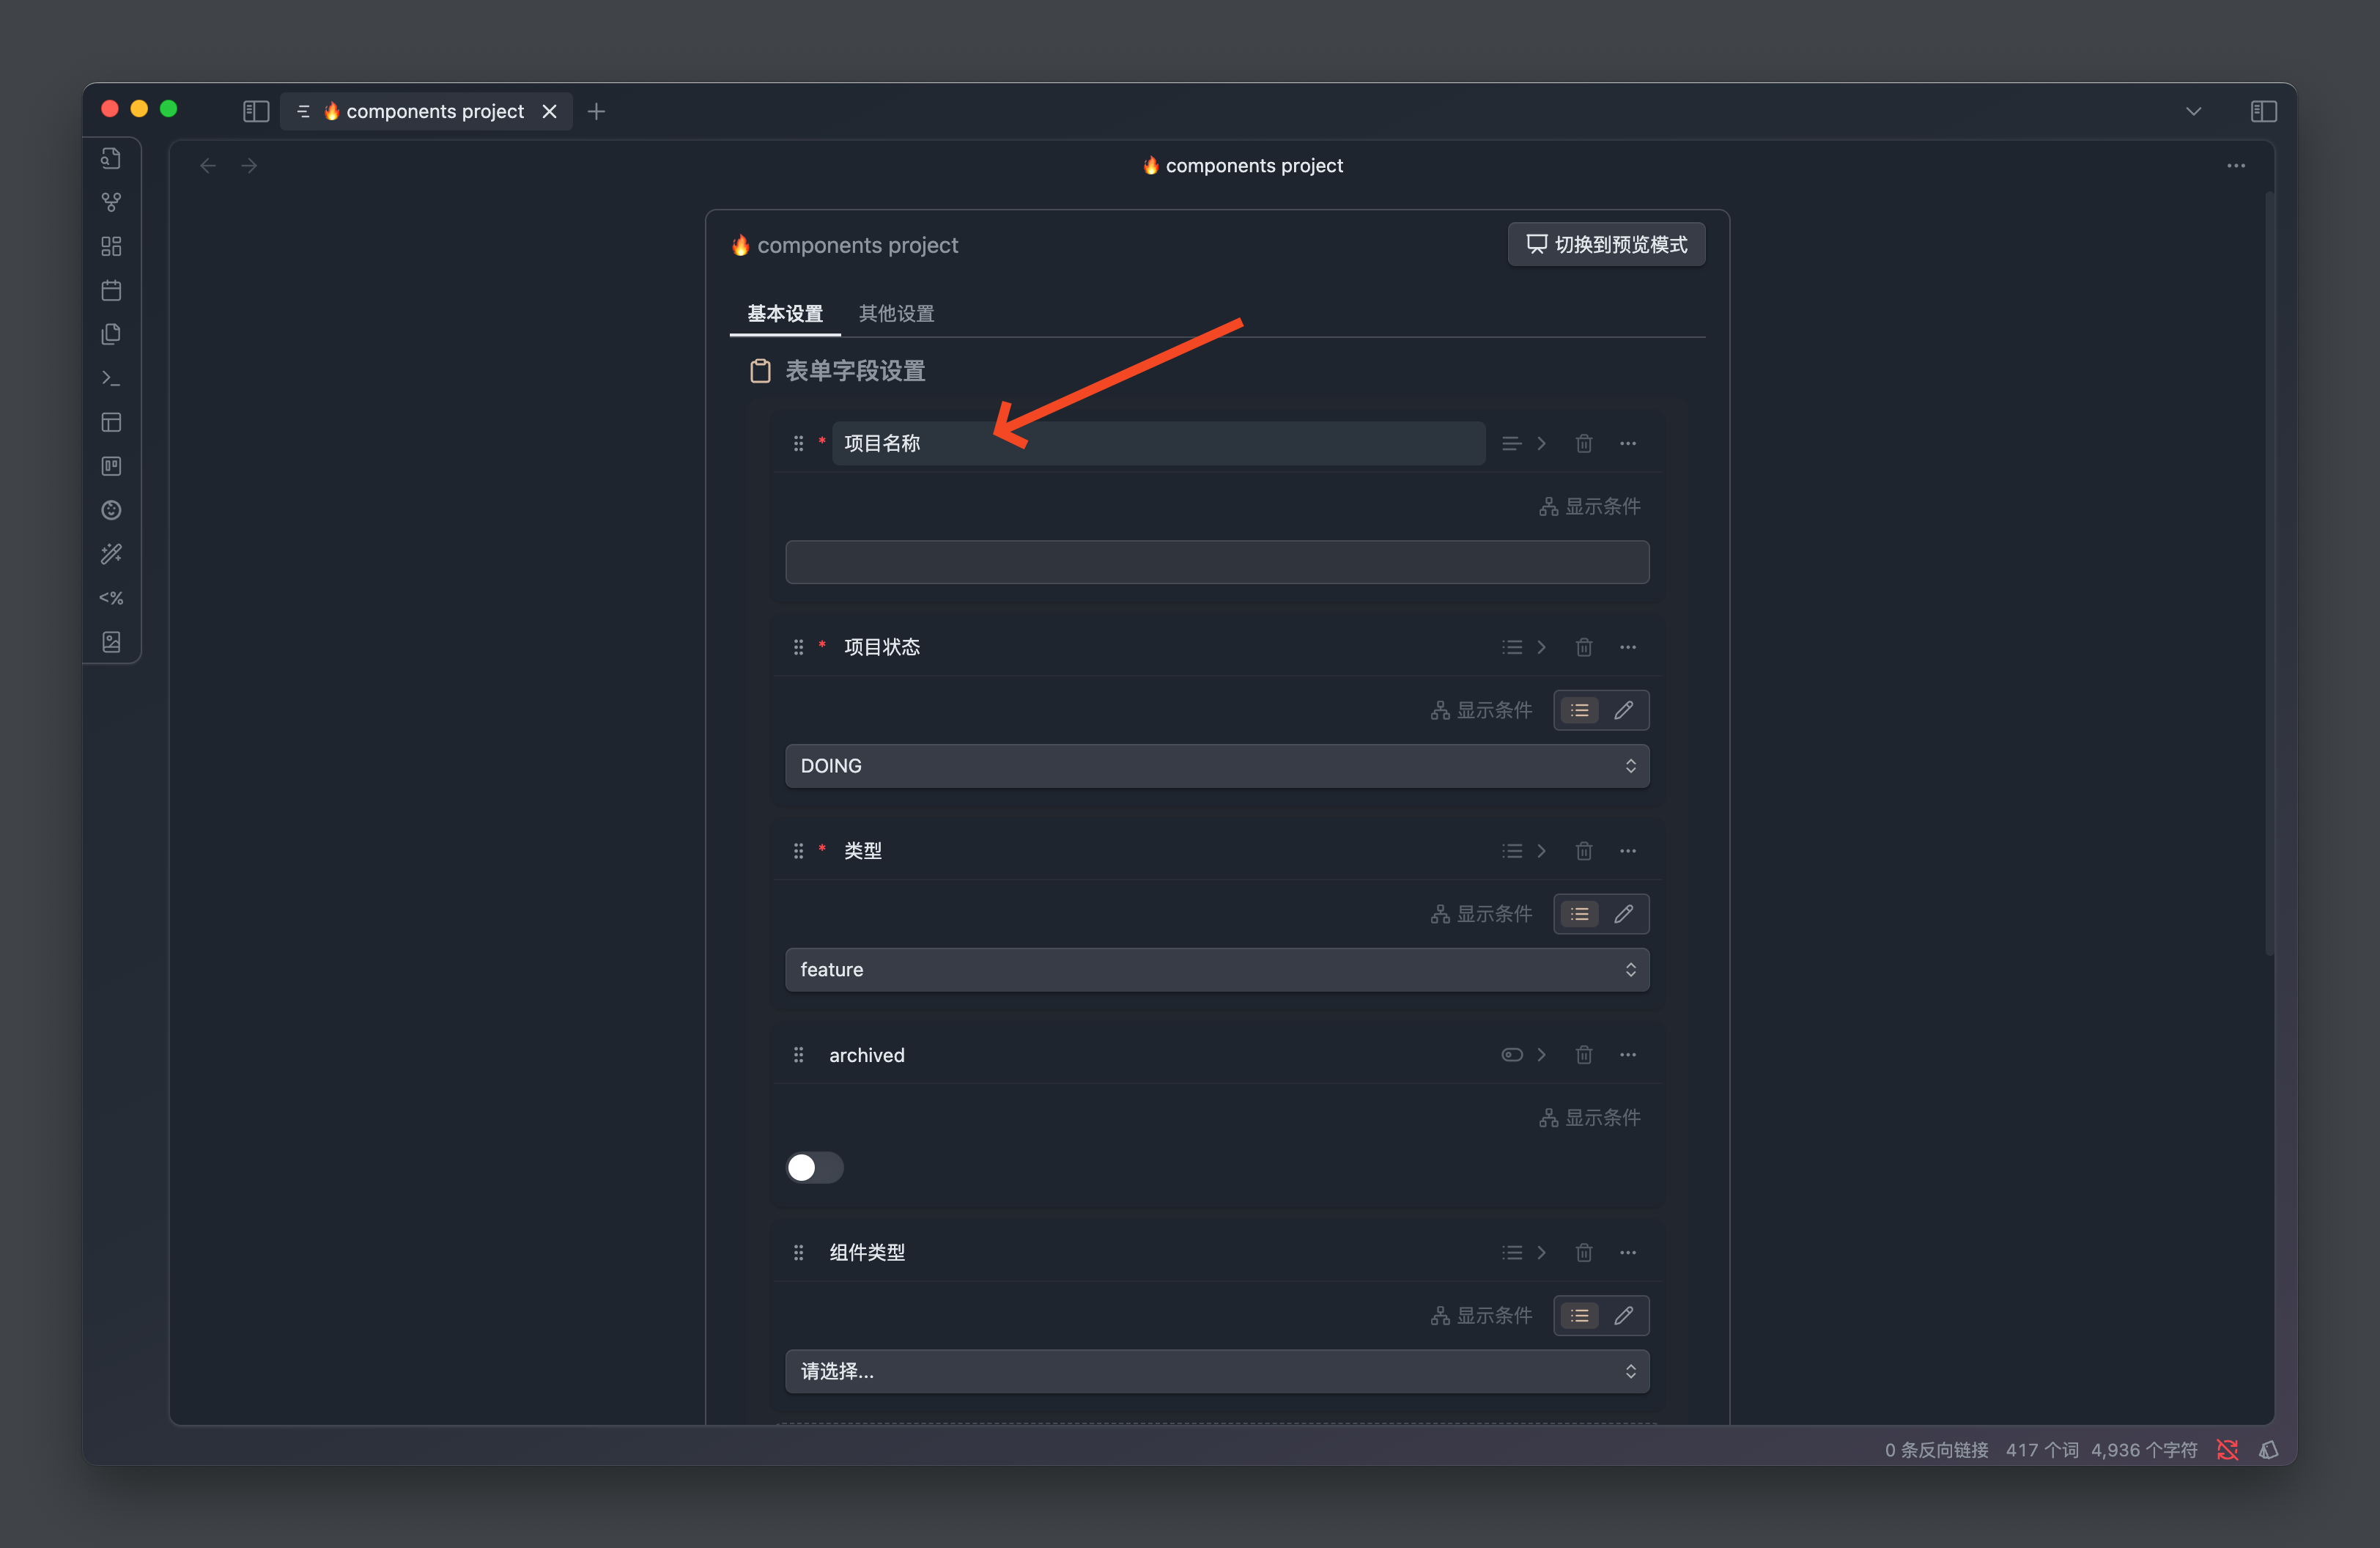 🔥 components project
🔥 components project
🔥 components project
切换到预览模式
基本设置 其他设置
表单字段设置
* 项目名称
显示条件
* 项目状态
显示条件
DOING
* 类型
显示条件
feature
archived
显示条件
组件类型
显示条件
请选择...
<%
0 条反向链接 417 个词 4,936 个字符